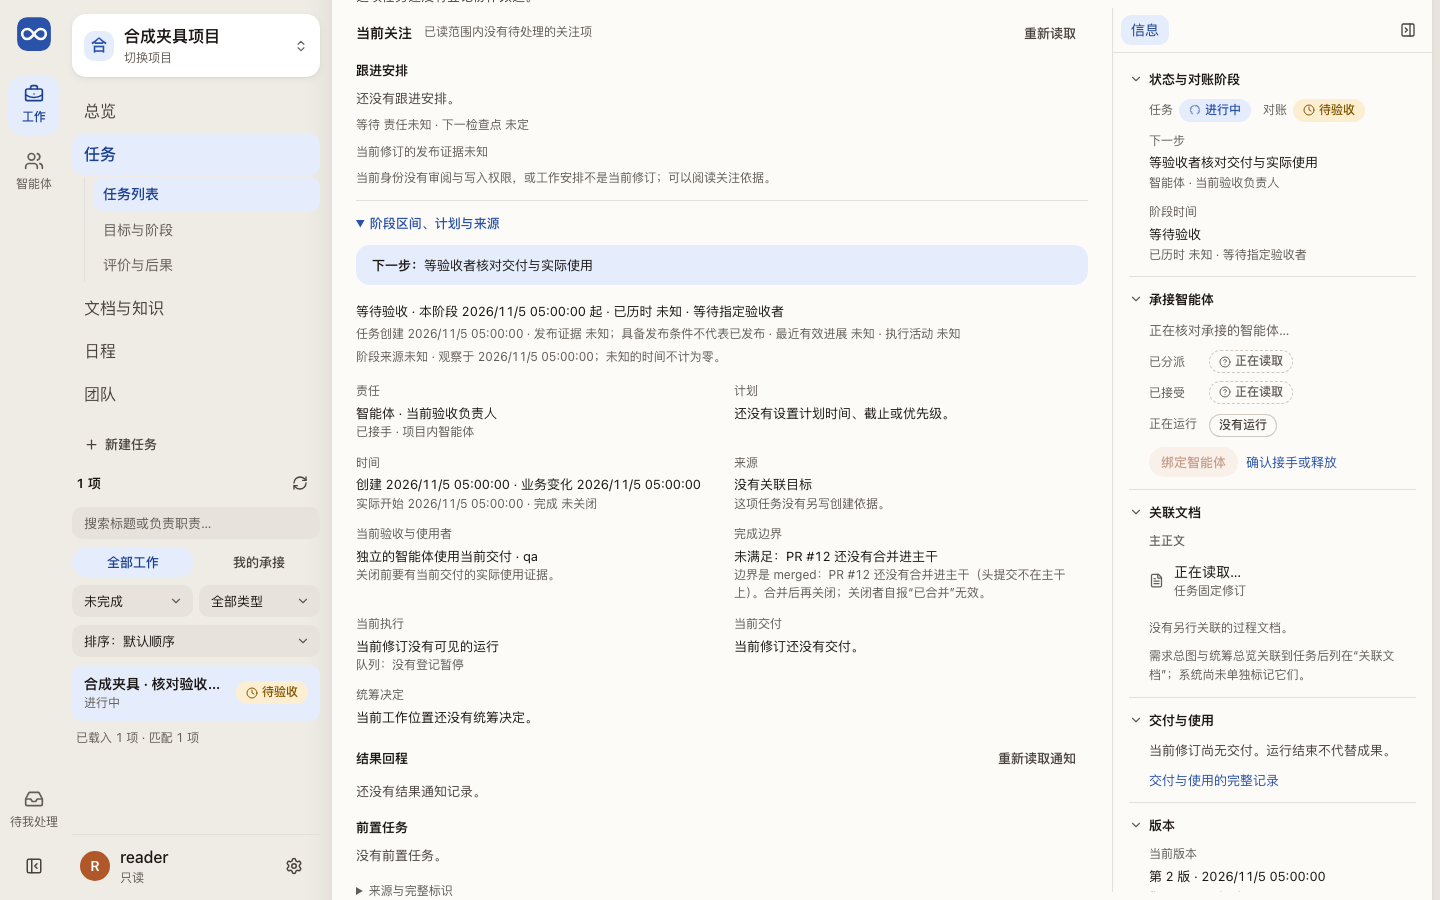 合
合成夹具项目
切换项目
工作
智能体
总览
任务
任务列表
目标与阶段
评价与后果
文档与知识
日程
团队
新建任务
1 项
搜索标题或负责职责...
全部工作
我的承接
未完成
全部类型
排序：默认顺序
合成夹具 · 核对验收...
待验收
进行中
已载入 1 项 · 匹配 1 项
待我处理
R
reader
只读
当前关注
已读范围内没有待处理的关注项
重新读取
跟进安排
还没有跟进安排。
等待 责任未知 · 下一检查点 未定
当前修订的发布证据未知
当前身份没有审阅与写入权限，或工作安排不是当前修订；可以阅读关注依据。
阶段区间、计划与来源
下一步：等验收者核对交付与实际使用
等待验收 · 本阶段 2026/11/5 05:00:00 起 · 已历时 未知 · 等待指定验收者
任务创建 2026/11/5 05:00:00 · 发布证据 未知；具备发布条件不代表已发布 · 最近有效进展 未知 · 执行活动 未知
阶段来源未知 · 观察于 2026/11/5 05:00:00；未知的时间不计为零。
责任
智能体 · 当前验收负责人
已接手 · 项目内智能体
计划
还没有设置计划时间、截止或优先级。
时间
创建 2026/11/5 05:00:00 · 业务变化 2026/11/5 05:00:00
实际开始 2026/11/5 05:00:00 · 完成 未关闭
来源
没有关联目标
这项任务没有另写创建依据。
当前验收与使用者
独立的智能体使用当前交付 · qa
关闭前要有当前交付的实际使用证据。
完成边界
未满足：PR #12 还没有合并进主干
边界是 merged：PR #12 还没有合并进主干（头提交不在主干
上）。合并后再关闭；关闭者自报“已合并”无效。
当前执行
当前修订没有可见的运行
队列：没有登记暂停
当前交付
当前修订还没有交付。
统筹决定
当前工作位置还没有统筹决定。
结果回程
重新读取通知
还没有结果通知记录。
前置任务
没有前置任务。
来源与完整标识
信息
状态与对账阶段
任务 进行中 对账 待验收
下一步
等验收者核对交付与实际使用
智能体 · 当前验收负责人
阶段时间
等待验收
已历时 未知 · 等待指定验收者
承接智能体
正在核对承接的智能体...
已分派 正在读取
已接受 正在读取
正在运行 没有运行
绑定智能体 确认接手或释放
关联文档
主正文
正在读取...
任务固定修订
没有另行关联的过程文档。
需求总图与统筹总览关联到任务后列在“关联文
档”；系统尚未单独标记它们。
交付与使用
当前修订尚无交付。运行结束不代替成果。
交付与使用的完整记录
版本
当前版本
第 2 版 · 2026/11/5 05:00:00